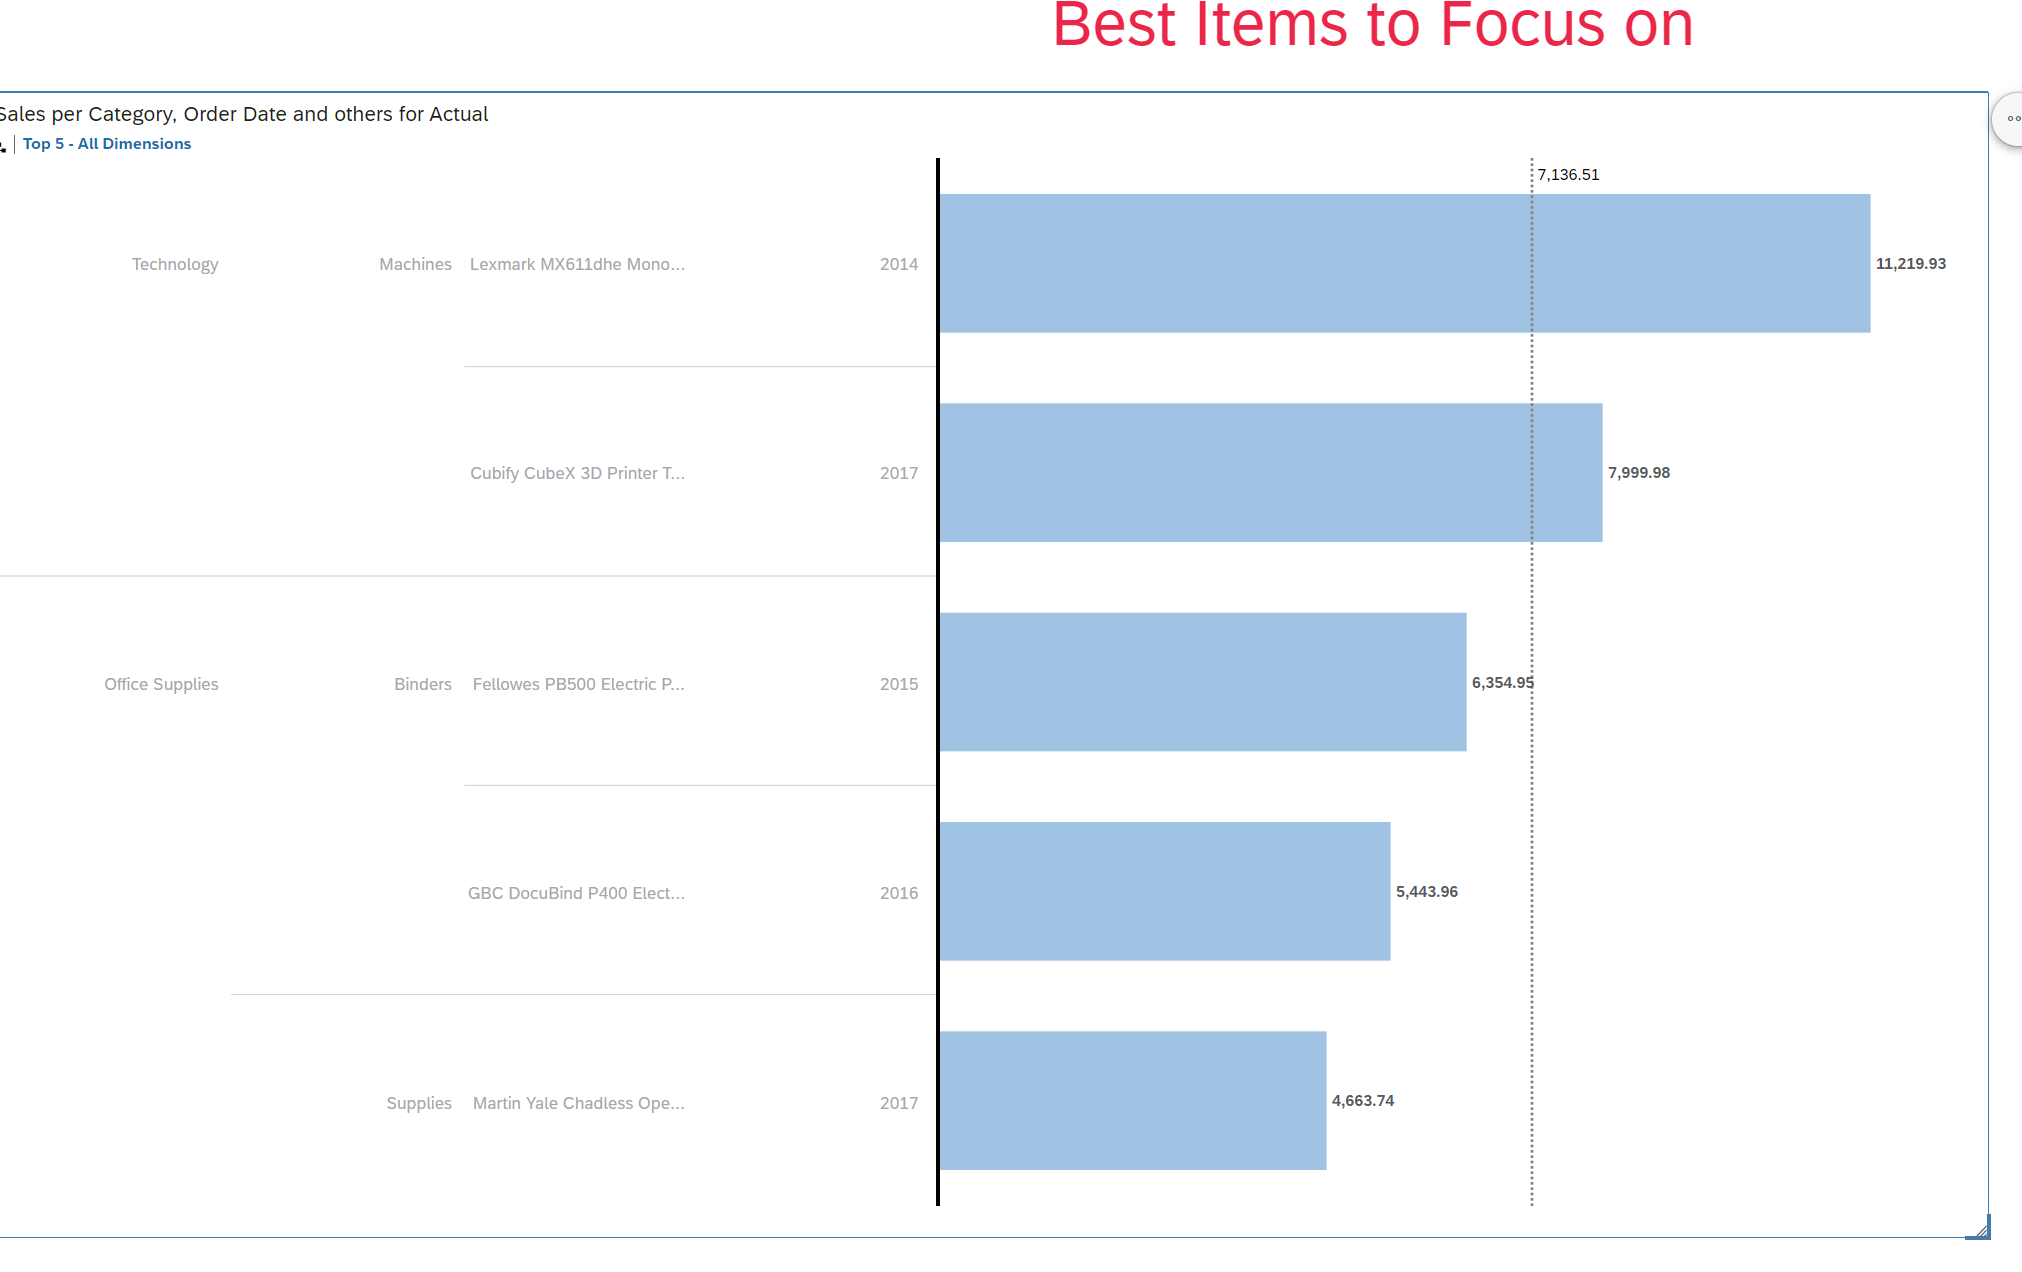 Best Items to Focus on
Sales per Category, Order Date and others for Actual
Top 5 - All Dimensions
7,136.51
Technology Machines Lexmark MX611dhe Mono... 2014 11,219.93
Cubify CubeX 3D Printer T... 2017 7,999.98
Office Supplies Binders Fellowes PB500 Electric P... 2015 6,354.95
GBC DocuBind P400 Elect... 2016 5,443.96
Supplies Martin Yale Chadless Ope... 2017 4,663.74